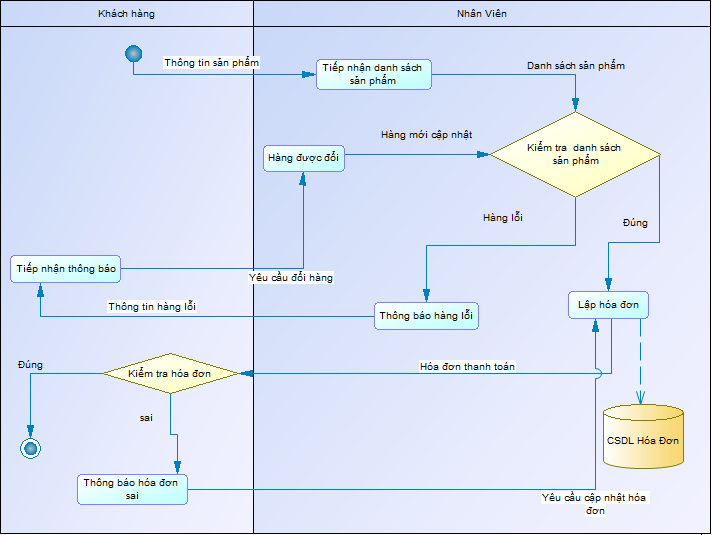 Khách hàng
Nhân Viên
Thông tin sản phẩm
Tiếp nhận danh sách
sản phẩm
Danh sách sản phẩm
Hàng mới cập nhật
Kiểm tra danh sách
sản phẩm
Hàng được đổi
Hàng lỗi
Đúng
Tiếp nhận thông báo
Yêu cầu đổi hàng
Thông tin hàng lỗi
Thông báo hàng lỗi
Lập hóa đơn
Đúng
Kiểm tra hóa đơn
Hóa đơn thanh toán
sai
CSDL Hóa Đơn
Thông báo hóa đơn
sai
Yêu cầu cập nhật hóa
đơn